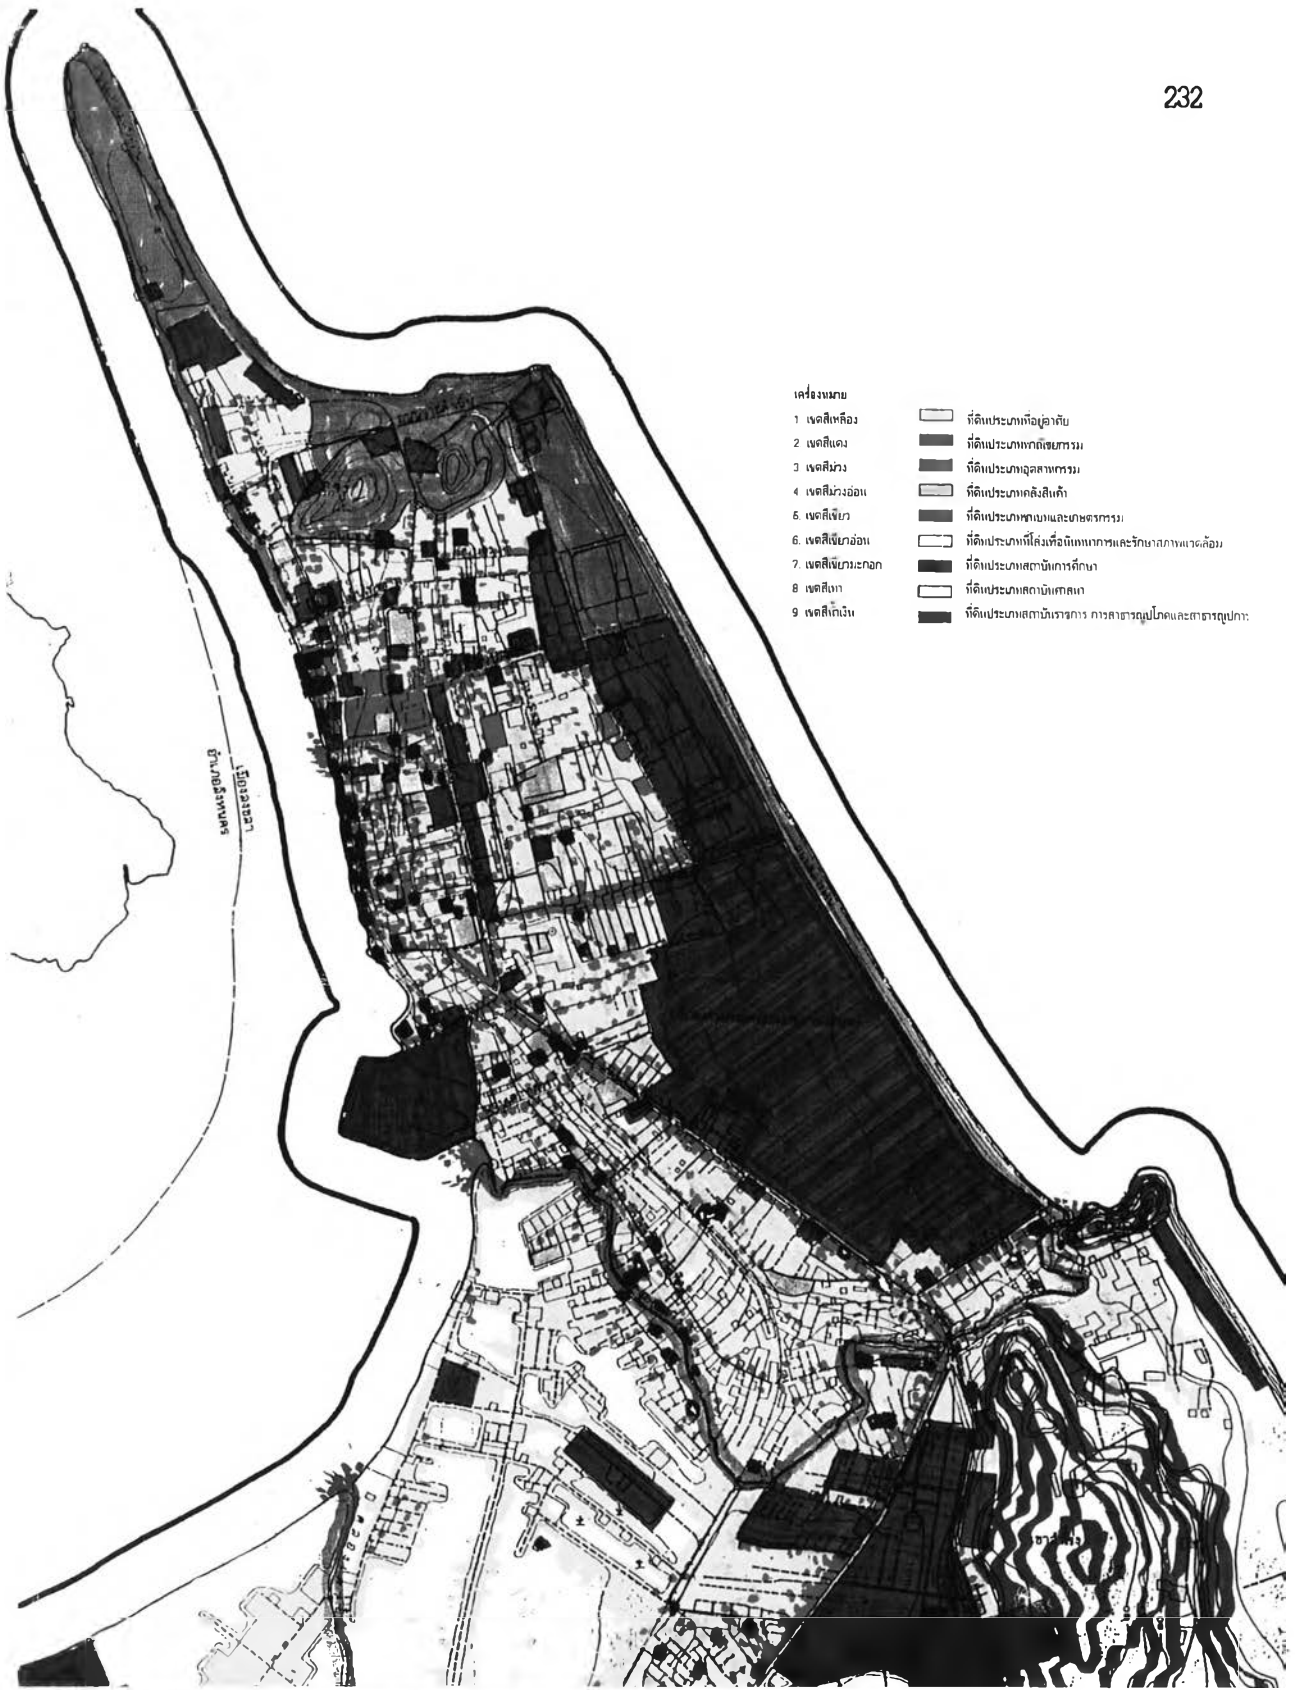 232
เครื่องหมาย
1 เขตสีเหลือง ที่ดินประเภทที่อยู่อาศัย
2 เขตสีแดง ที่ดินประเภทพาณิชยกรรม
3 เขตสีม่วง ที่ดินประเภทอุตสาหกรรม
4 เขตสีม่วงอ่อน ที่ดินประเภทคลังสินค้า
5. เขตสีเขียว ที่ดินประเภทชนบทและเกษตรกรรม
6. เขตสีเขียวอ่อน ที่ดินประเภทที่โล่งเพื่อนันทนาการและรักษาสภาพแวดล้อม
7. เขตสีเขียวมะกอก ที่ดินประเภทสถาบันการศึกษา
8 เขตสีเทา ที่ดินประเภทสถาบันศาสนา
9 เขตสีน้ำเงิน ที่ดินประเภทสถาบันราชการ การสาธารณูปโภคและสาธารณูปการ
เมืองสงขลา
อำเภอสิงหนคร